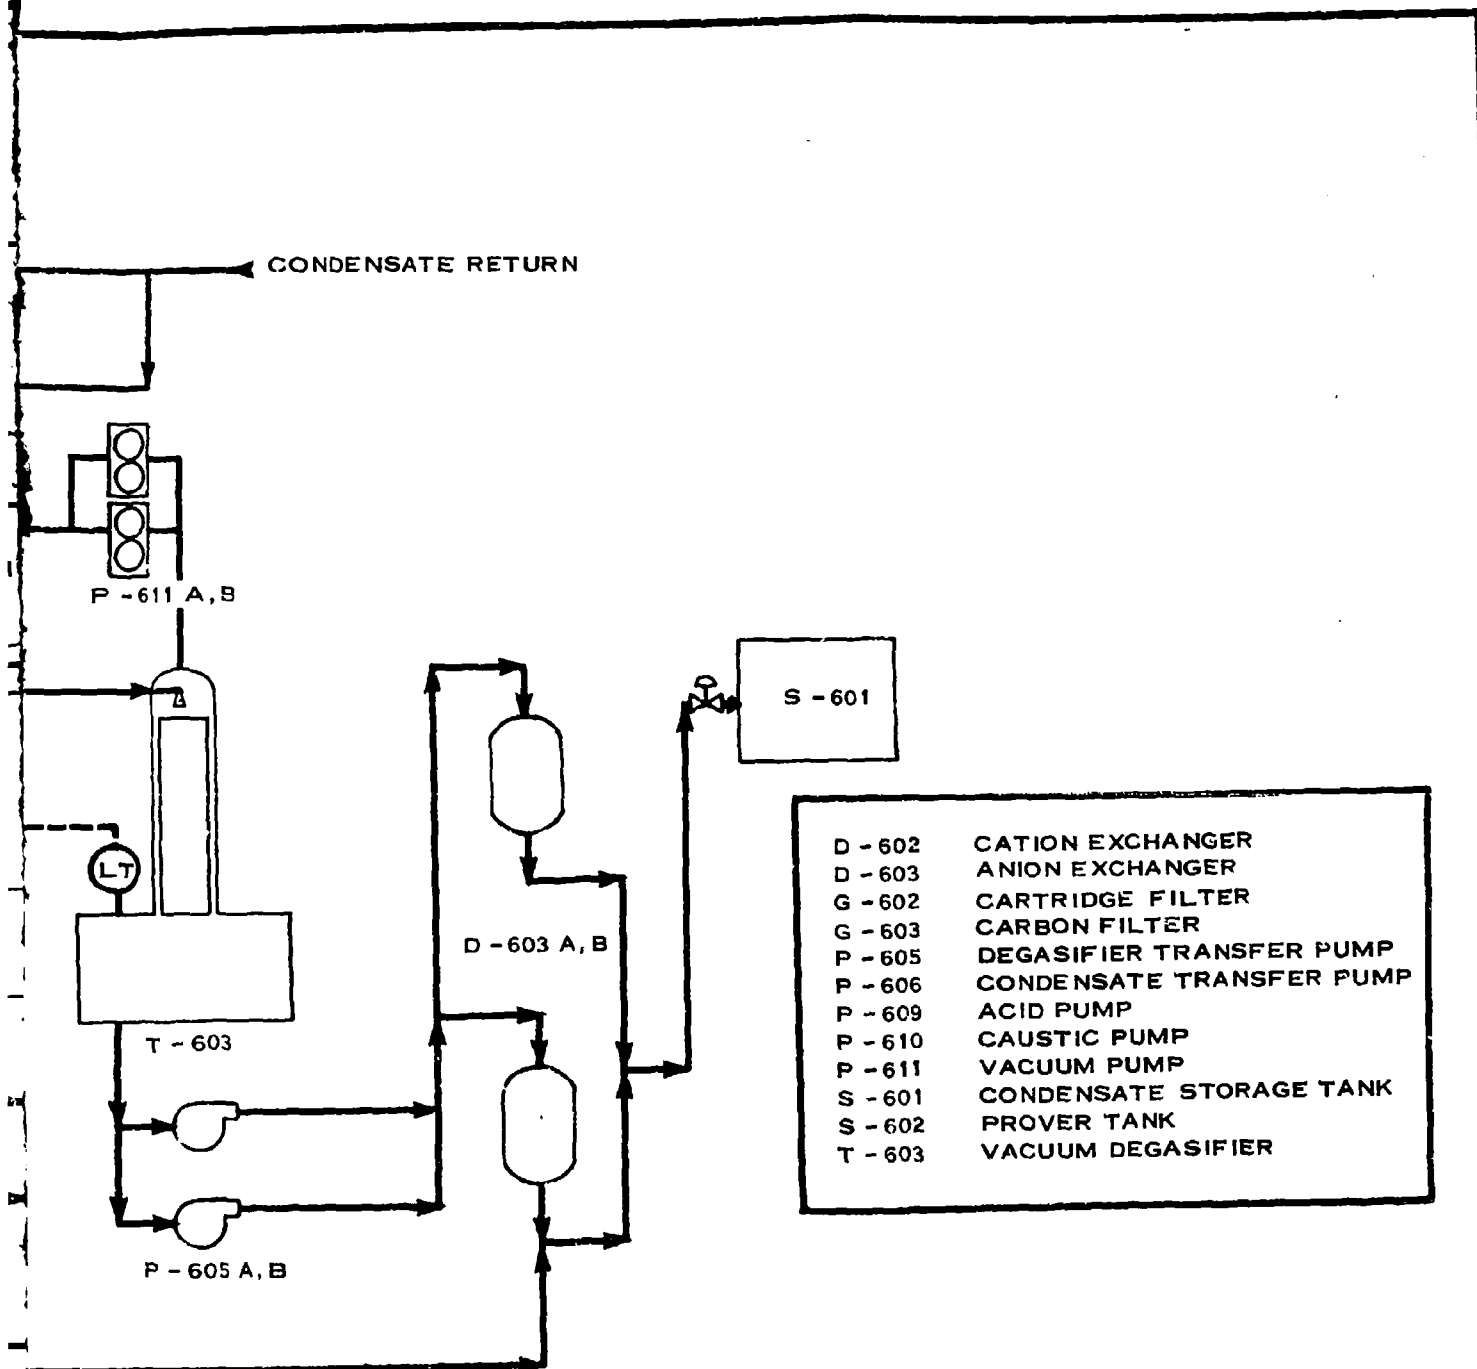 CONDENSATE RETURN
P - 611 A, B
S - 601
LT
D - 603 A, B
T - 603
P - 605 A, B
D - 602 CATION EXCHANGER
D - 603 ANION EXCHANGER
G - 602 CARTRIDGE FILTER
G - 603 CARBON FILTER
P - 605 DEGASIFIER TRANSFER PUMP
P - 606 CONDENSATE TRANSFER PUMP
P - 609 ACID PUMP
P - 610 CAUSTIC PUMP
P - 611 VACUUM PUMP
S - 601 CONDENSATE STORAGE TANK
S - 602 PROVER TANK
T - 603 VACUUM DEGASIFIER